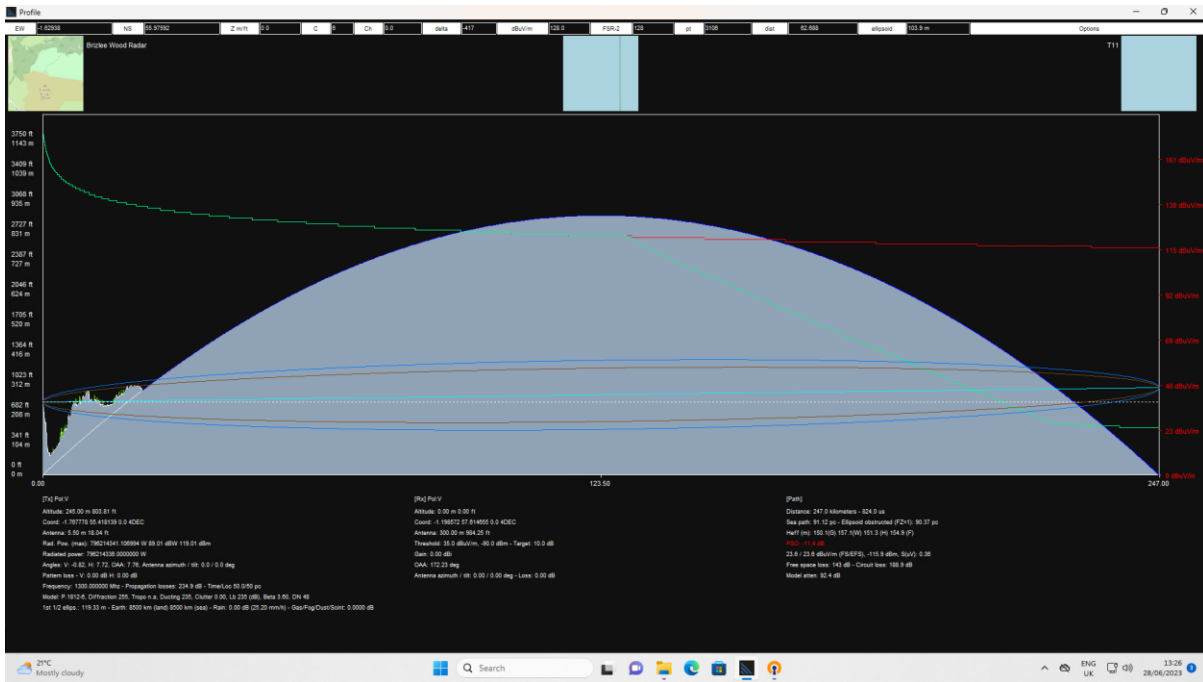 Profile
EW -1.62938 NS 55.97592 Z m/ft 0.0 C 6 Ch 0.0 delta -417 dBuV/m 128.0 FSR-2 128 pt 3108 dist 62.688 ellipsoid 103.9 m Options
Brizlee Wood Radar
T11
3750 ft
1143 m
3409 ft
1039 m
3068 ft
935 m
2727 ft
831 m
2387 ft
727 m
2046 ft
624 m
1705 ft
520 m
1364 ft
416 m
1023 ft
312 m
682 ft
208 m
341 ft
104 m
0 ft
0 m
161 dBuV/m
138 dBuV/m
115 dBuV/m
92 dBuV/m
69 dBuV/m
46 dBuV/m
23 dBuV/m
0 dBuV/m
0.00 123.50 247.00
[Tx] Pol:V
Altitude: 245.00 m 803.81 ft
Coord: -1.767778 55.418139 0.0 4DEC
Antenna: 5.50 m 18.04 ft
Rad. Pow. (max): 796214341.106994 W 89.01 dBW 119.01 dBm
Radiated power: 796214336.0000000 W
Angles: V: -0.82, H: 7.72, OAA: 7.76, Antenna azimuth / tilt: 0.0 / 0.0 deg
Pattern loss - V: 0.00 dB H: 0.00 dB
Frequency: 1300.000000 Mhz - Propagation losses: 234.9 dB - Time/Loc 50.0/50 pc
Model: P.1812-6, Diffraction 255, Tropo n.a, Ducting 235, Clutter 0.00, Lb 235 (dB), Beta 3.60, DN 48
1st 1/2 ellips.: 119.33 m - Earth: 8500 km (land) 8500 km (sea) - Rain: 0.00 dB (25.20 mm/h) - Gas/Fog/Dust/Scint: 0.0000 dB
[Rx] Pol:V
Altitude: 0.00 m 0.00 ft
Coord: -1.198572 57.614655 0.0 4DEC
Antenna: 300.00 m 984.25 ft
Threshold: 35.0 dBuV/m, -90.0 dBm - Target: 10.0 dB
Gain: 0.00 dBi
OAA: 172.23 deg
Antenna azimuth / tilt: 0.00 / 0.00 deg - Loss: 0.00 dB
[Path]
Distance: 247.0 kilometers - 824.0 us
Sea path: 91.12 pc - Ellipsoid obstructed (FZ=1): 90.37 pc
Heff (m): 150.1(G) 157.1(W) 151.3 (H) 154.9 (F)
FSO: -11.4 dB
23.6 / 23.6 dBuV/m (FS/EFS), -115.9 dBm, S(uV): 0.36
Free space loss: 143 dB - Circuit loss: 188.9 dB
Model atten: 92.4 dB
21°C
Mostly cloudy
Search
ENG
UK
13:26
28/06/2023